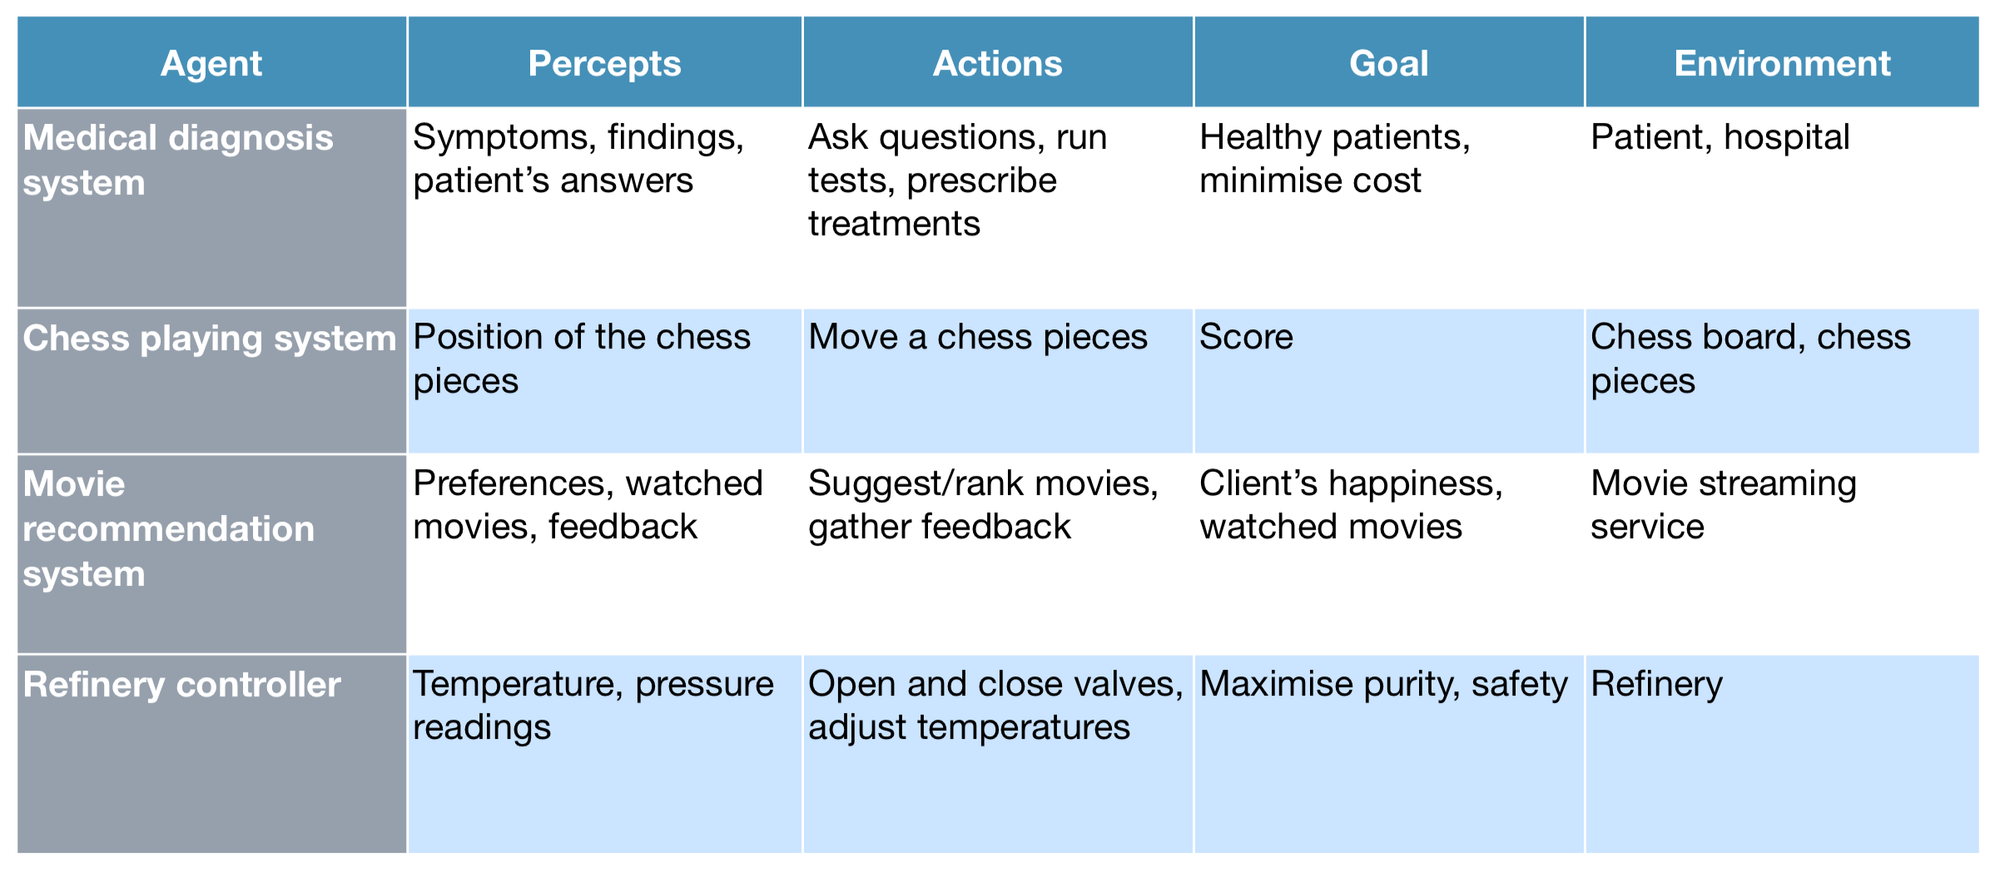 Agent
Percepts
Actions
Goal
Environment
Medical diagnosis
system
Symptoms, findings,
patient’s answers
Ask questions, run
tests, prescribe
treatments
Healthy patients,
minimise cost
Patient, hospital
Chess playing system
Position of the chess
pieces
Move a chess pieces
Score
Chess board, chess
pieces
Movie
recommendation
system
Preferences, watched
movies, feedback
Suggest/rank movies,
gather feedback
Client’s happiness,
watched movies
Movie streaming
service
Refinery controller
Temperature, pressure
readings
Open and close valves,
adjust temperatures
Maximise purity, safety
Refinery